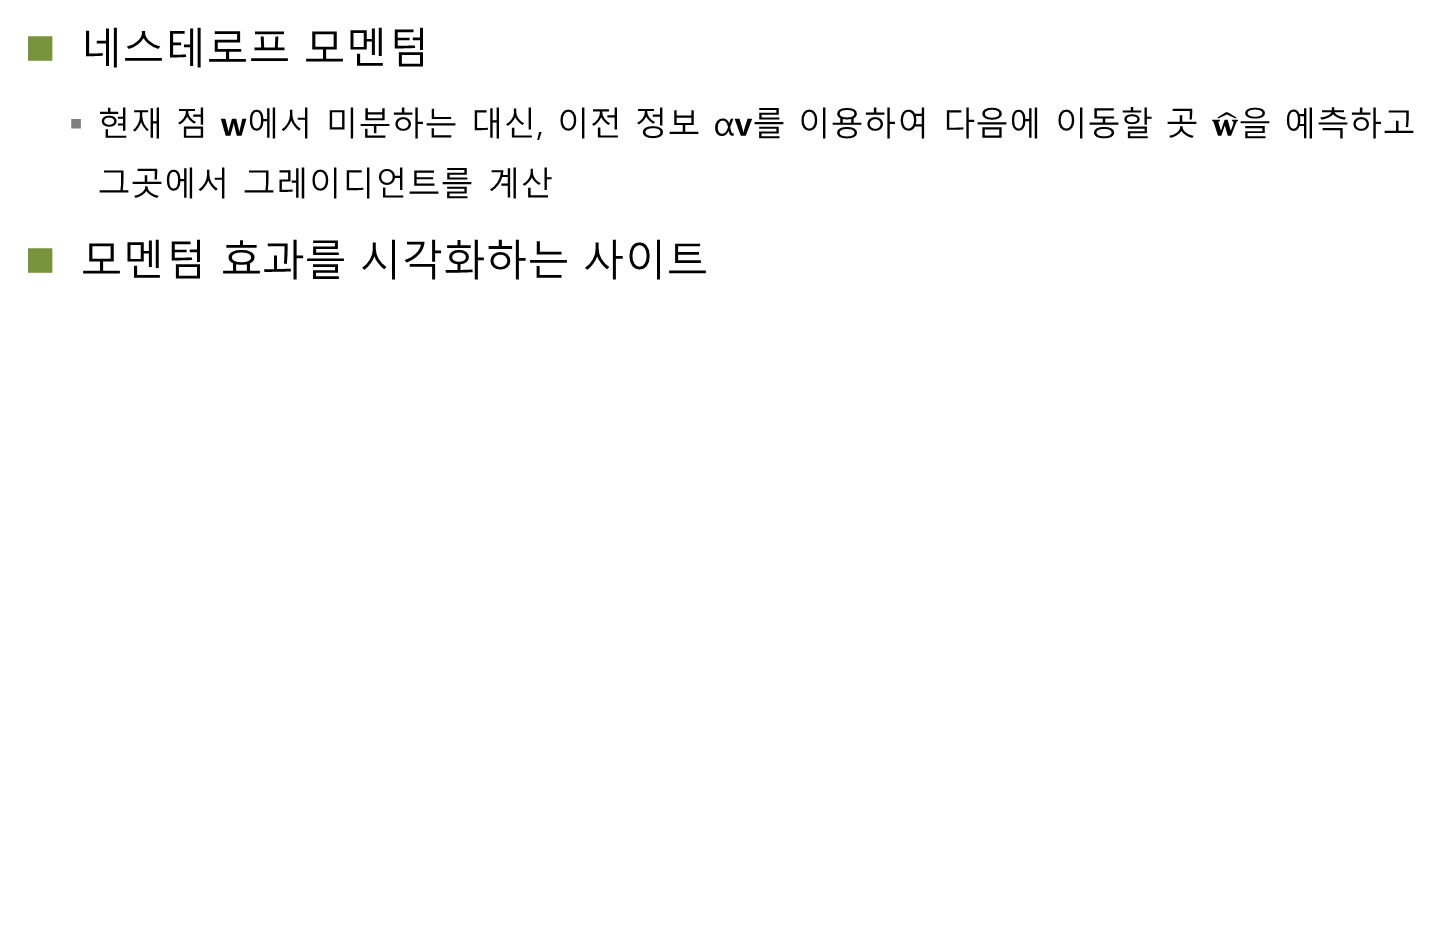 ■ 네스테로프 모멘텀
▪ 현재 점 w에서 미분하는 대신, 이전 정보 αv를 이용하여 다음에 이동할 곳 ŵ을 예측하고
그곳에서 그레이디언트를 계산
■ 모멘텀 효과를 시각화하는 사이트